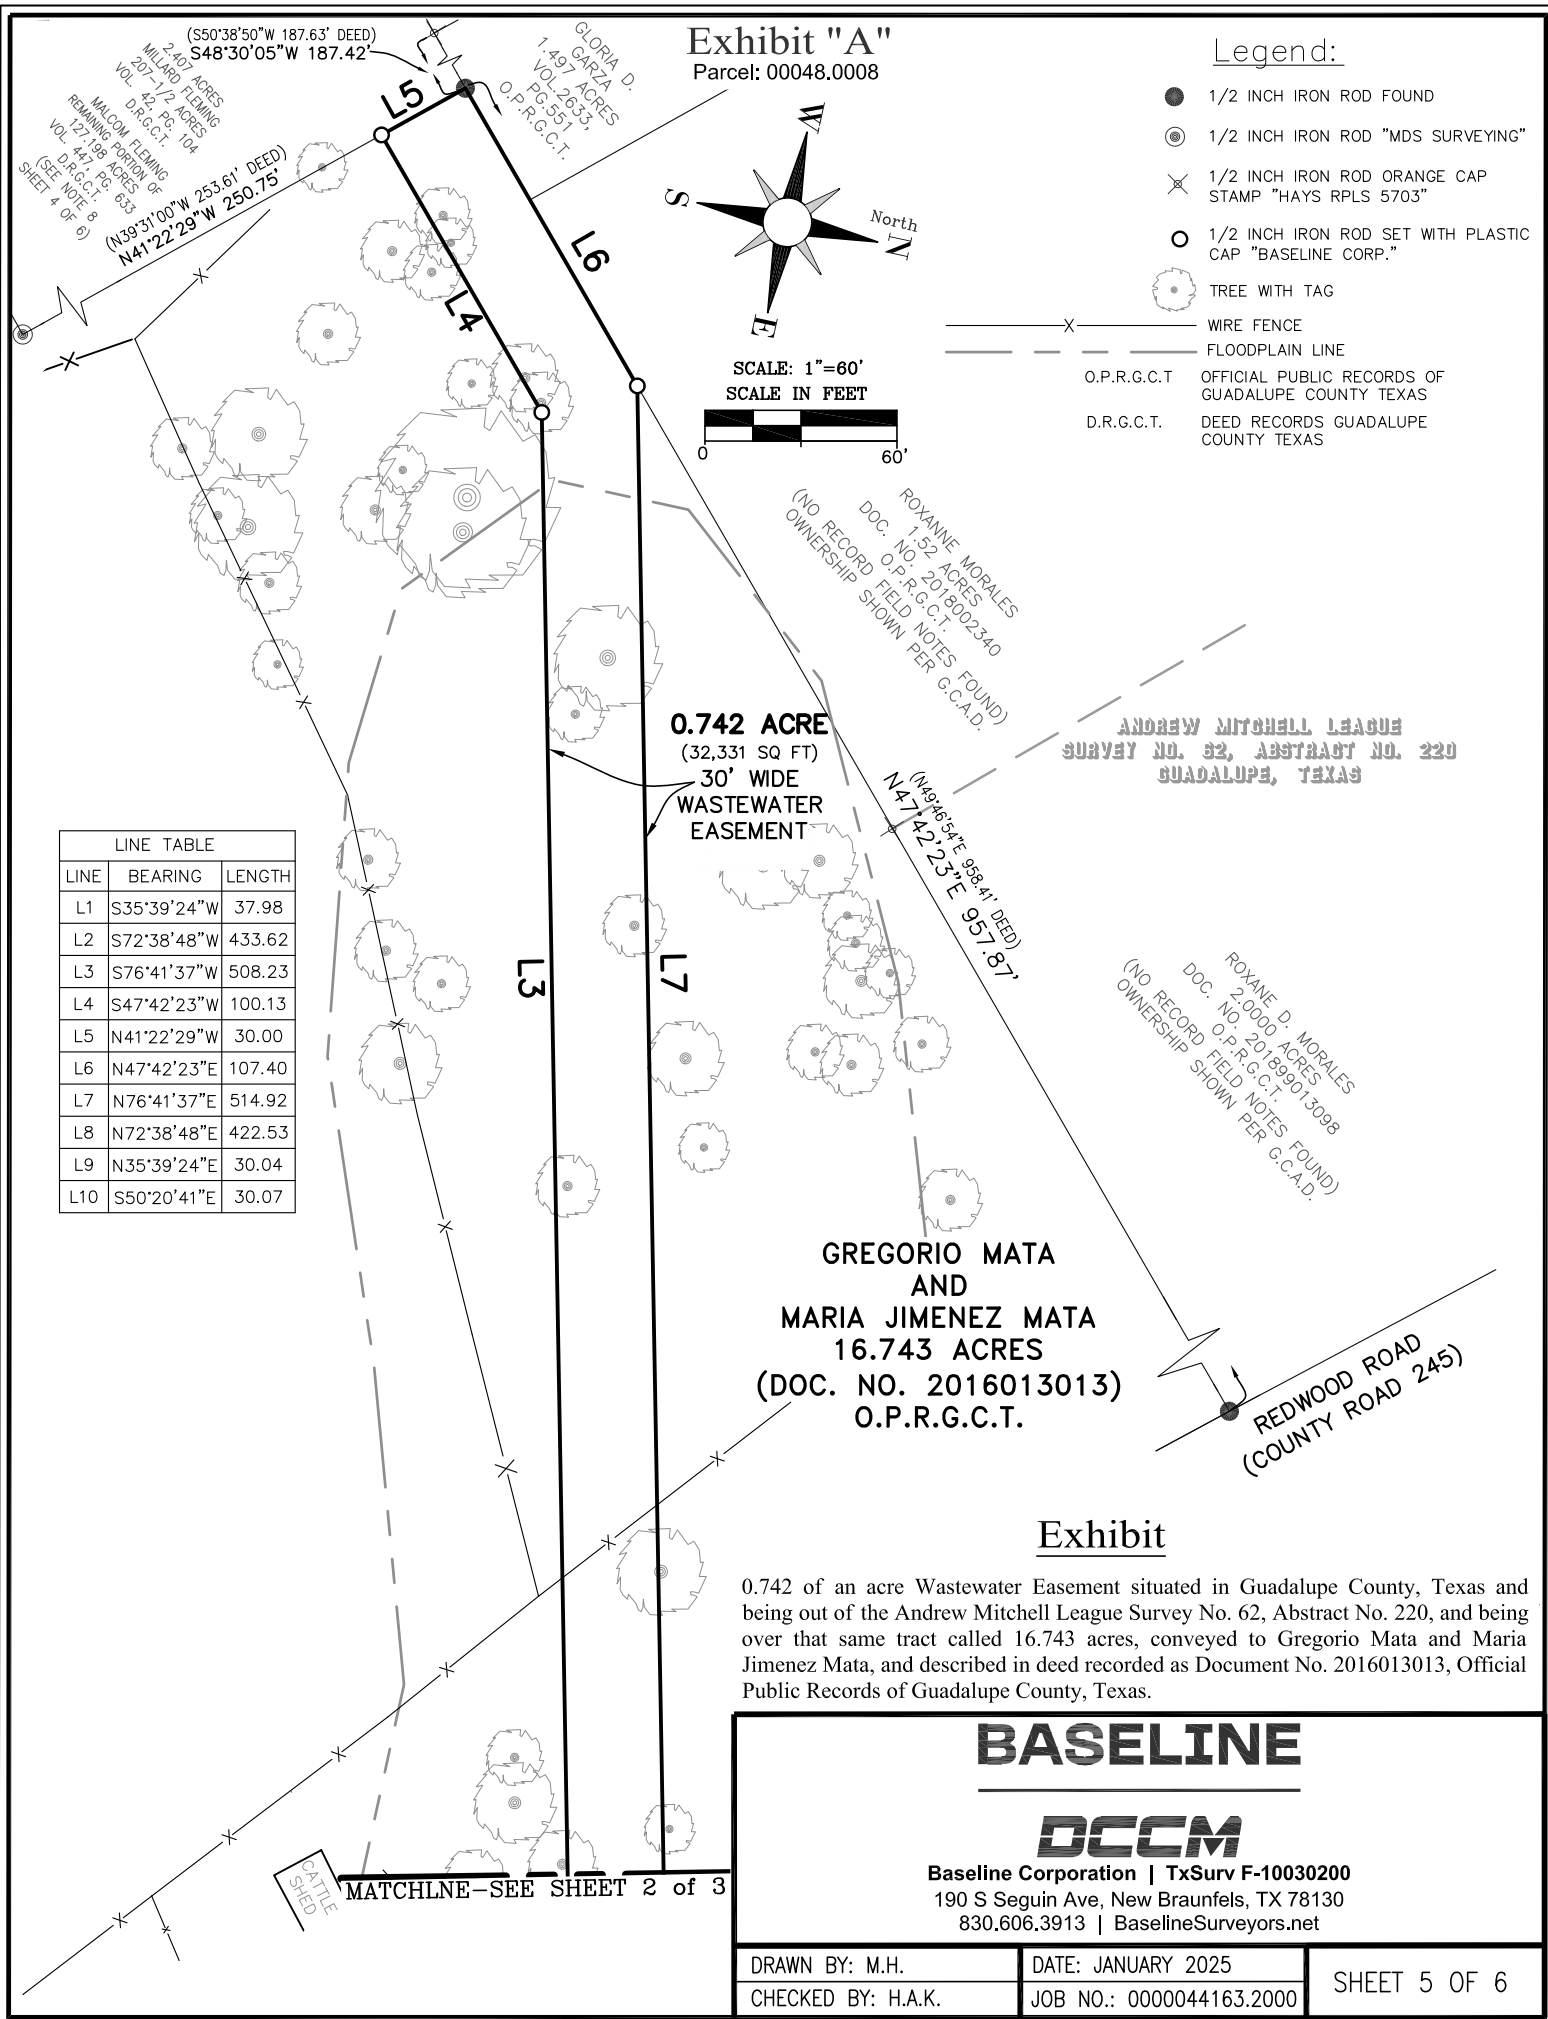 Exhibit "A"
Parcel: 00048.0008
(S50°38'50"W 187.63' DEED)
S48°30'05"W 187.42'
2.407 ACRES
MILLARD FLEMING
207-1/2 ACRES
VOL. 42, PG. 104
D.R.G.C.T.
MALCOM FLEMING
REMAINING PORTION OF
127.198 ACRES
VOL. 447, PG. 633
D.R.G.C.T.
(SEE NOTE 8
SHEET 4 OF 6)
(N39°31'00"W 253.61' DEED)
N41°22'29"W 250.75'
GLORIA D.
GARZA
1.497 ACRES
VOL.2633,
PG.551
O.P.R.G.C.T.
L5
L6
L4
W
S
North
N
E
SCALE: 1"=60'
SCALE IN FEET
0
60'
Legend:
1/2 INCH IRON ROD FOUND
1/2 INCH IRON ROD "MDS SURVEYING"
1/2 INCH IRON ROD ORANGE CAP
STAMP "HAYS RPLS 5703"
1/2 INCH IRON ROD SET WITH PLASTIC
CAP "BASELINE CORP."
TREE WITH TAG
X
WIRE FENCE
FLOODPLAIN LINE
O.P.R.G.C.T OFFICIAL PUBLIC RECORDS OF
GUADALUPE COUNTY TEXAS
D.R.G.C.T. DEED RECORDS GUADALUPE
COUNTY TEXAS
ROXANNE MORALES
1.52 ACRES
DOC. NO. 2018002340
O.P.R.G.C.T.
(NO RECORD FIELD NOTES FOUND)
OWNERSHIP SHOWN PER G.C.A.D.
ANDREW MITCHELL LEAGUE
SURVEY NO. 62, ABSTRACT NO. 220
GUADALUPE, TEXAS
0.742 ACRE
(32,331 SQ FT)
30' WIDE
WASTEWATER
EASEMENT
(N49°46'54"E 958.41' DEED)
N47°42'23"E 957.87'
LINE TABLE
LINE BEARING LENGTH
L1 S35°39'24"W 37.98
L2 S72°38'48"W 433.62
L3 S76°41'37"W 508.23
L4 S47°42'23"W 100.13
L5 N41°22'29"W 30.00
L6 N47°42'23"E 107.40
L7 N76°41'37"E 514.92
L8 N72°38'48"E 422.53
L9 N35°39'24"E 30.04
L10 S50°20'41"E 30.07
L3
L7
ROXANE D. MORALES
2.0000 ACRES
DOC. NO. 201899013098
O.P.R.G.C.T.
(NO RECORD FIELD NOTES FOUND)
OWNERSHIP SHOWN PER G.C.A.D.
GREGORIO MATA
AND
MARIA JIMENEZ MATA
16.743 ACRES
(DOC. NO. 2016013013)
O.P.R.G.C.T.
REDWOOD ROAD
(COUNTY ROAD 245)
Exhibit
0.742 of an acre Wastewater Easement situated in Guadalupe County, Texas and
being out of the Andrew Mitchell League Survey No. 62, Abstract No. 220, and being
over that same tract called 16.743 acres, conveyed to Gregorio Mata and Maria
Jimenez Mata, and described in deed recorded as Document No. 2016013013, Official
Public Records of Guadalupe County, Texas.
CATTLE
SHED
MATCHLNE-SEE SHEET 2 of 3
BASELINE
DCCM
Baseline Corporation | TxSurv F-10030200
190 S Seguin Ave, New Braunfels, TX 78130
830.606.3913 | BaselineSurveyors.net
DRAWN BY: M.H.
DATE: JANUARY 2025
SHEET 5 OF 6
CHECKED BY: H.A.K.
JOB NO.: 0000044163.2000